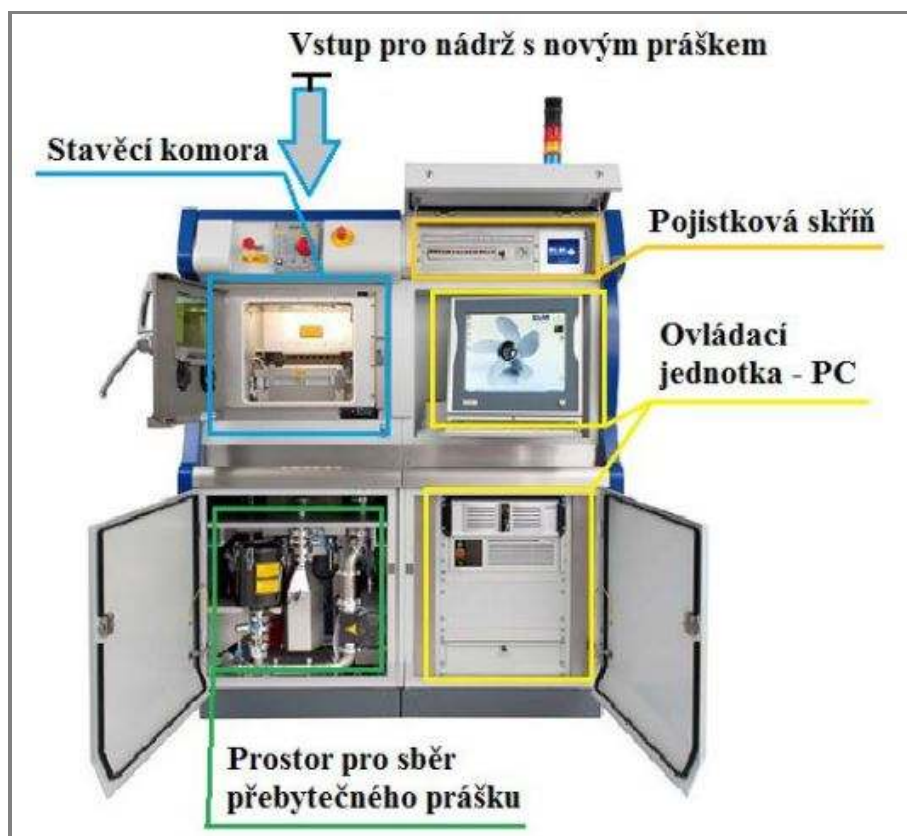 Vstup pro nádrž s novým práškem
Stavěcí komora
Pojistková skříň
Ovládací
jednotka - PC
Prostor pro sběr
přebytečného prášku